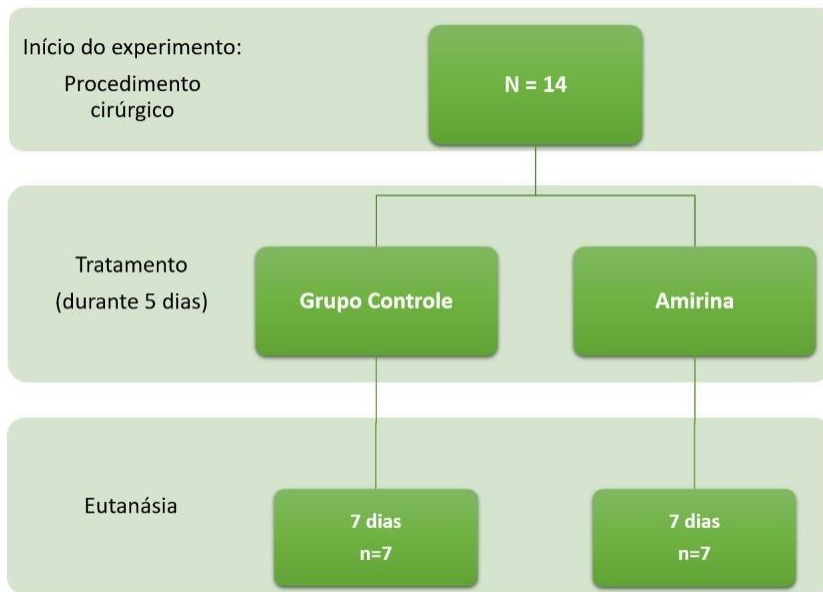 Início do experimento:
Procedimento
cirúrgico
N = 14
Tratamento
(durante 5 dias)
Grupo Controle
Amirina
Eutanásia
7 dias
n=7
7 dias
n=7